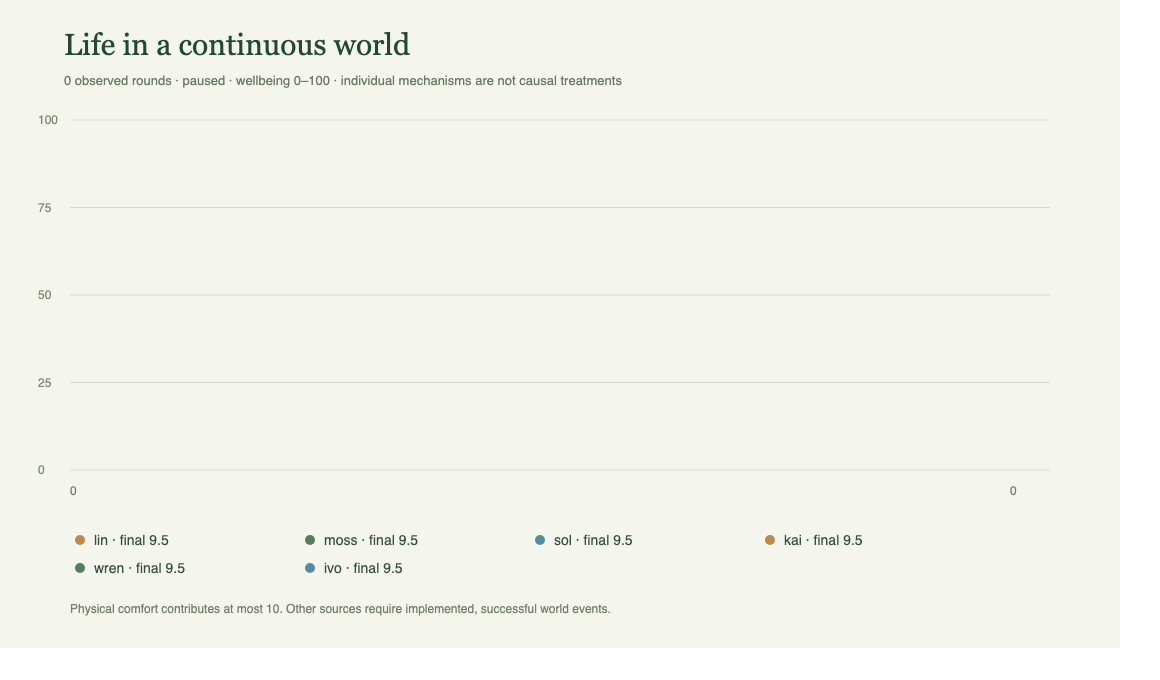 Life in a continuous world
0 observed rounds · paused · wellbeing 0–100 · individual mechanisms are not causal treatments
100
75
50
25
0
0 0
lin · final 9.5 moss · final 9.5 sol · final 9.5 kai · final 9.5
wren · final 9.5 ivo · final 9.5
Physical comfort contributes at most 10. Other sources require implemented, successful world events.